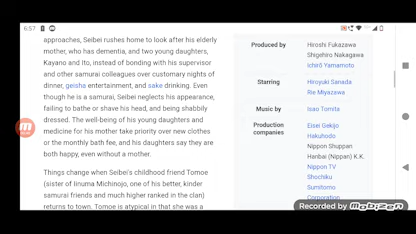 6:57
approaches, Seibei rushes home to look after his elderly
mother, who has dementia, and two young daughters,
Kayano and Ito, instead of bonding with his supervisor
and other samurai colleagues over customary nights of
dinner, geisha entertainment, and sake drinking. Even
though he is a samurai, Seibei neglects his appearance,
failing to bathe or shave his head, and being shabbily
dressed. The well-being of his young daughters and
medicine for his mother take priority over new clothes
or the monthly bath fee, and his daughters say they are
both happy, even without a mother.
Things change when Seibei's childhood friend Tomoe
(sister of Iinuma Michinojo, one of his better, kinder
samurai friends and much higher ranked in the clan)
returns to town. Tomoe is atypical in that she was a
Produced by
Hiroshi Fukazawa
Shigehiro Nakagawa
Ichirō Yamamoto
Starring
Hiroyuki Sanada
Rie Miyazawa
Music by
Isao Tomita
Production
companies
Eisei Gekijo
Hakuhodo
Nippon Shuppan
Hanbai (Nippan) K.K.
Nippon TV
Shochiku
Sumitomo
Corporation
Recorded by
Mobizen